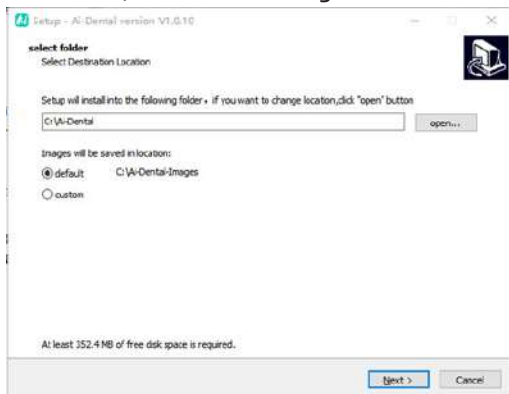 Setup - Ai-Dental version V1.0.10
select folder
Select Destination Location
Setup will install into the following folder, if you want to change location,click "open" button
C:\Ai-Dental
open...
Images will be saved in location:
default C:\Ai-Dental-Images
custom
At least 352.4 MB of free disk space is required.
Next >
Cancel